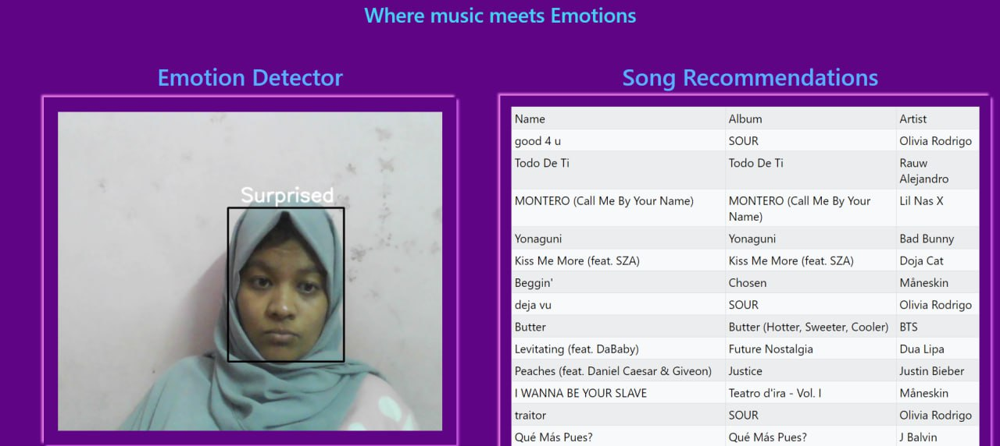 Where music meets Emotions
Emotion Detector
Surprised
Song Recommendations
Name Album Artist
good 4 u SOUR Olivia Rodrigo
Todo De Ti Todo De Ti Rauw
Alejandro
MONTERO (Call Me By Your Name) MONTERO (Call Me By Your Lil Nas X
Name)
Yonaguni Yonaguni Bad Bunny
Kiss Me More (feat. SZA) Kiss Me More (feat. SZA) Doja Cat
Beggin' Chosen Måneskin
deja vu SOUR Olivia Rodrigo
Butter Butter (Hotter, Sweeter, Cooler) BTS
Levitating (feat. DaBaby) Future Nostalgia Dua Lipa
Peaches (feat. Daniel Caesar & Giveon) Justice Justin Bieber
I WANNA BE YOUR SLAVE Teatro d'ira - Vol. I Måneskin
traitor SOUR Olivia Rodrigo
Qué Más Pues? Qué Más Pues? J Balvin